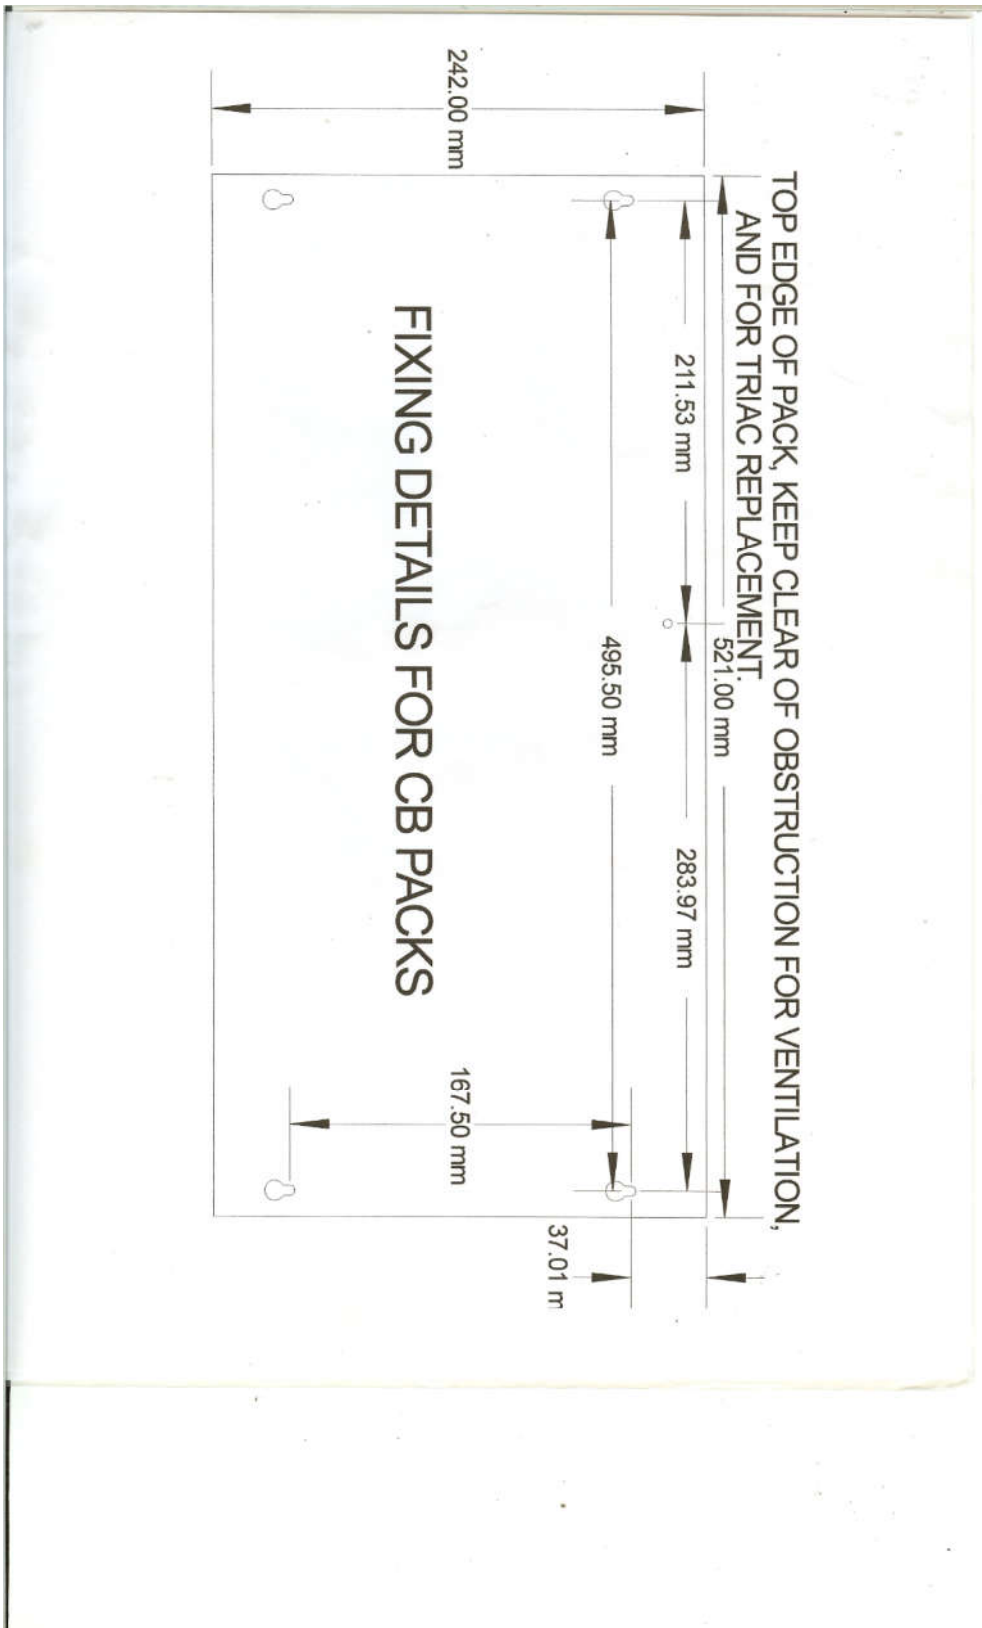 TOP EDGE OF PACK, KEEP CLEAR OF OBSTRUCTION FOR VENTILATION,
AND FOR TRIAC REPLACEMENT.
521.00 mm
211.53 mm
283.97 mm
495.50 mm
37.01 m
242.00 mm
167.50 mm
FIXING DETAILS FOR CB PACKS